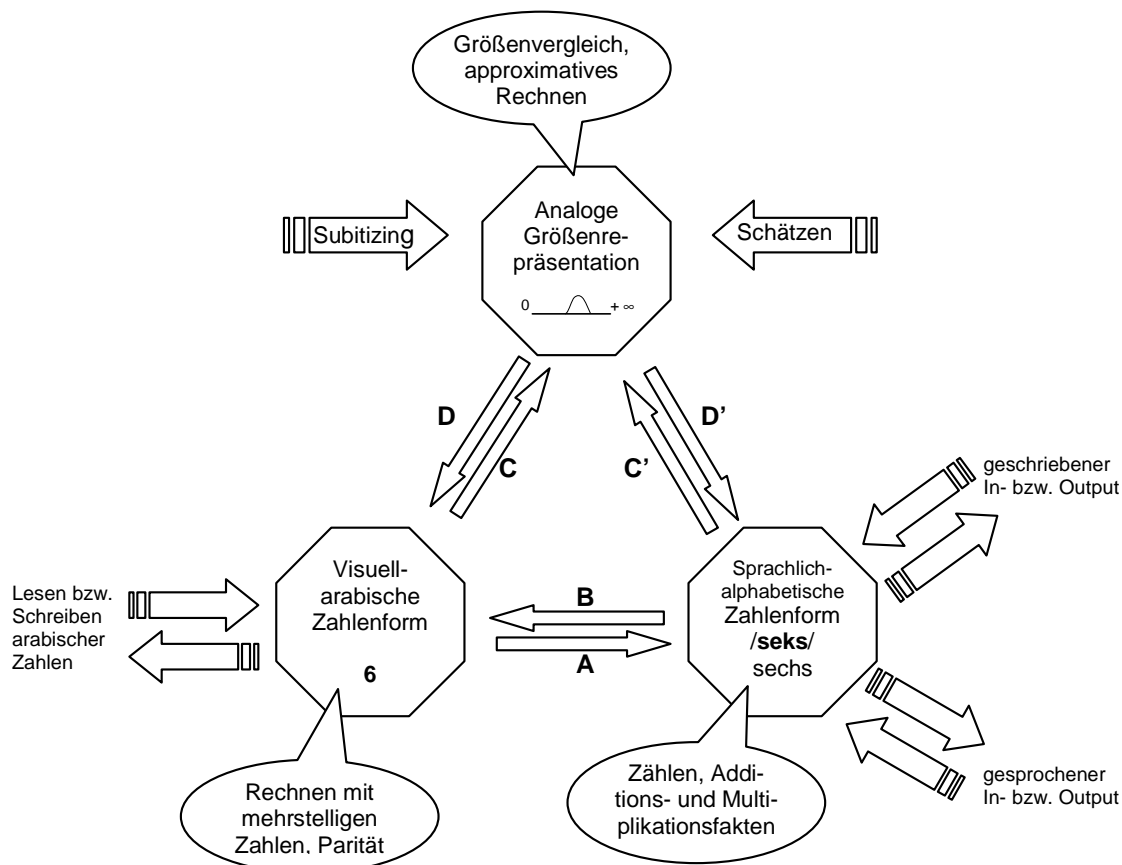 Größenvergleich,
approximatives
Rechnen
Subitizing
Analoge
Größenre-
präsentation
0
+ ∞
Schätzen
D
C
D’
C’
geschriebener
In- bzw. Output
Lesen bzw.
Schreiben
arabischer
Zahlen
Visuell-
arabische
Zahlenform
6
B
A
Sprachlich-
alphabetische
Zahlenform
/seks/
sechs
Rechnen mit
mehrstelligen
Zahlen, Parität
Zählen, Addi-
tions- und Multi-
plikationsfakten
gesprochener
In- bzw. Output